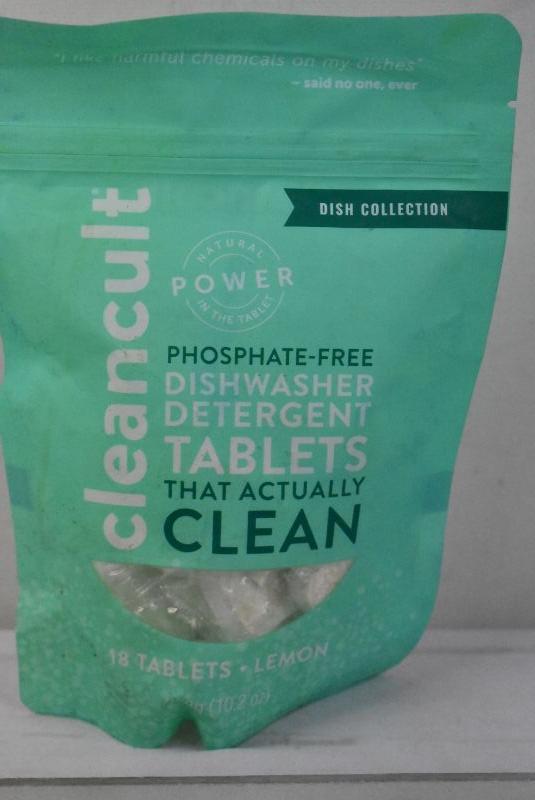 "I like harmful chemicals on my dishes"
– said no one, ever
DISH COLLECTION
cleancult
NATURAL
POWER
IN THE TABLET
PHOSPHATE-FREE
DISHWASHER
DETERGENT
TABLETS
THAT ACTUALLY
CLEAN
18 TABLETS • LEMON
(10.2 oz)